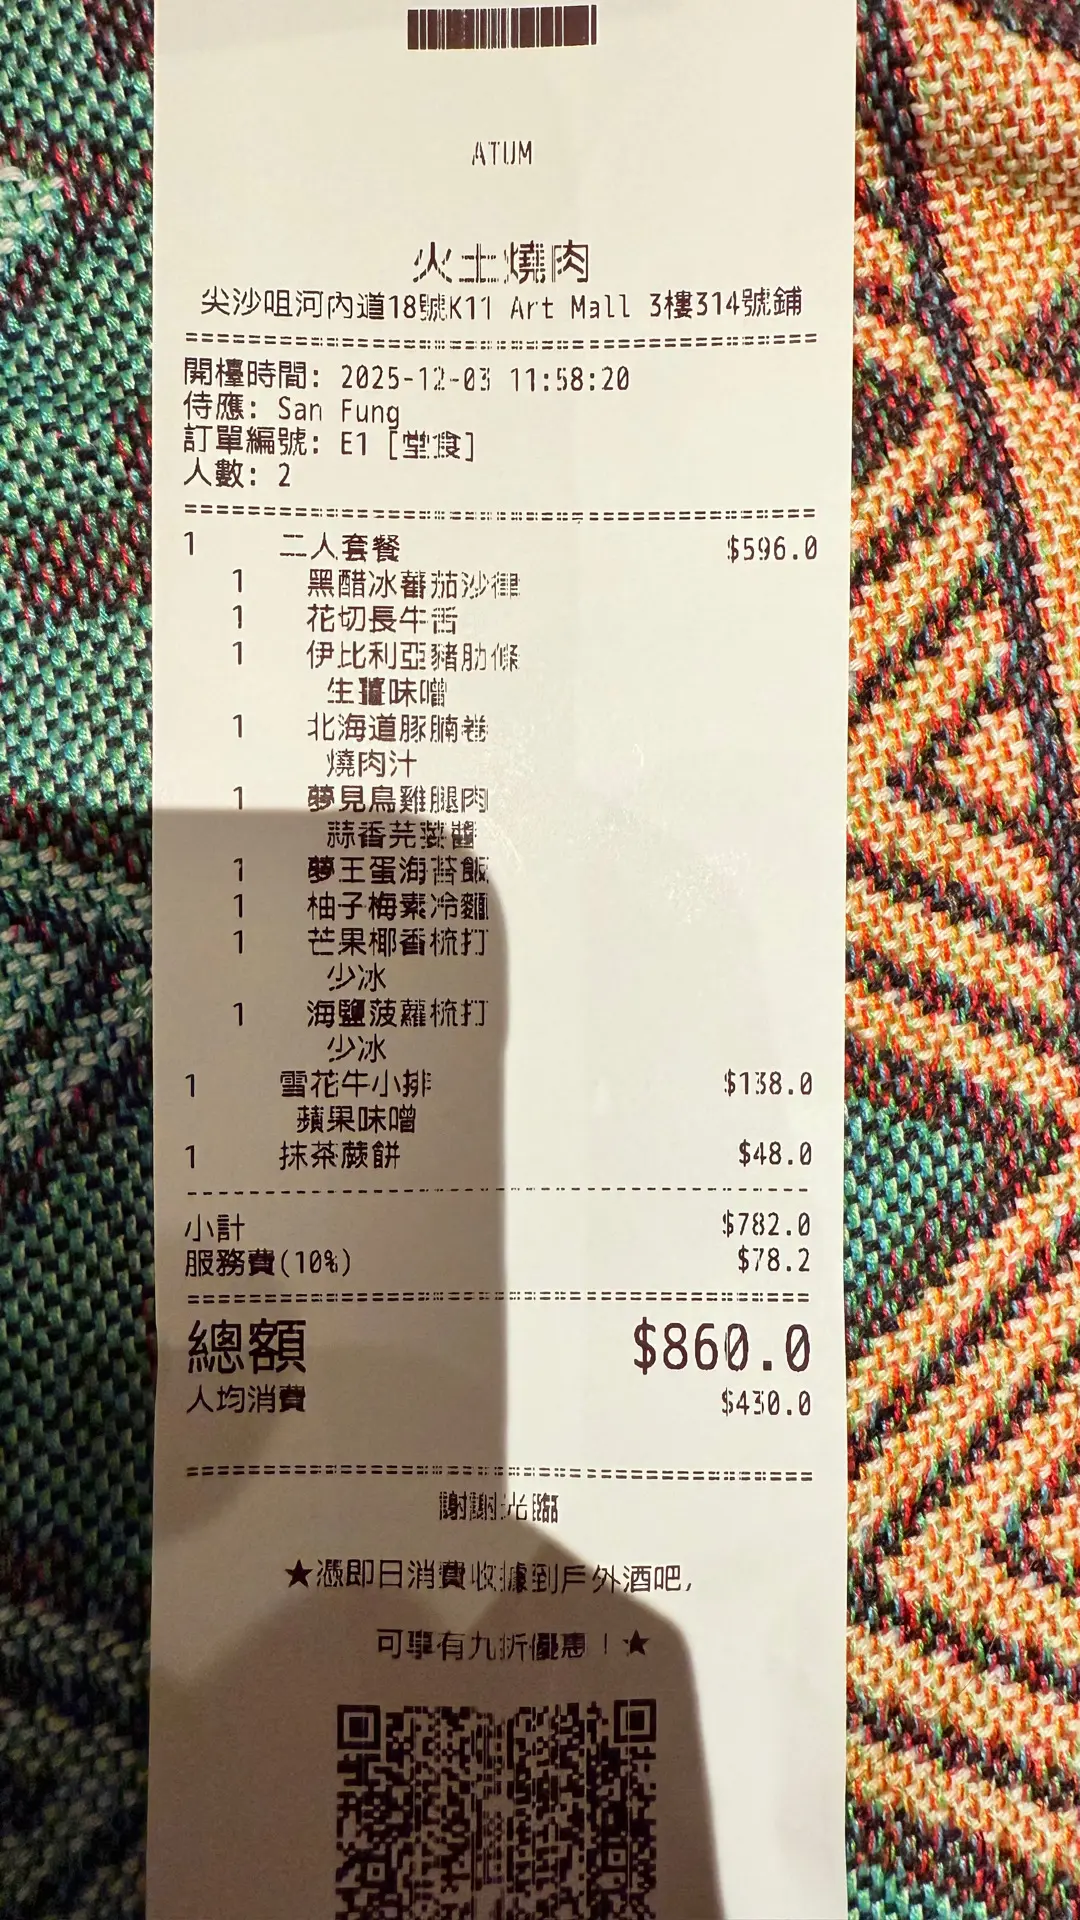 ATUM
火土燒肉
尖沙咀河內道18號K11 Art Mall 3樓314號鋪
開檯時間: 2025-12-03 11:58:20
侍應: San Fung
訂單編號: E1 [堂食]
人數: 2
1 二人套餐 $596.0
1 黑醋冰蕃茄沙律
1 花切長牛舌
1 伊比利亞豬肋條
生薑味噌
1 北海道豚腩卷
燒肉汁
1 夢見鳥雞腿肉
蒜香芫荽醬
1 夢王蛋海苔飯
1 柚子梅素冷麵
1 芒果椰香梳打
少冰
1 海鹽菠蘿梳打
少冰
1 雪花牛小排 $138.0
蘋果味噌
1 抹茶蕨餅 $48.0
小計 $782.0
服務費(10%) $78.2
總額 $860.0
人均消費 $430.0
謝謝光臨
★憑即日消費收據到戶外酒吧,
可享有九折優惠！★